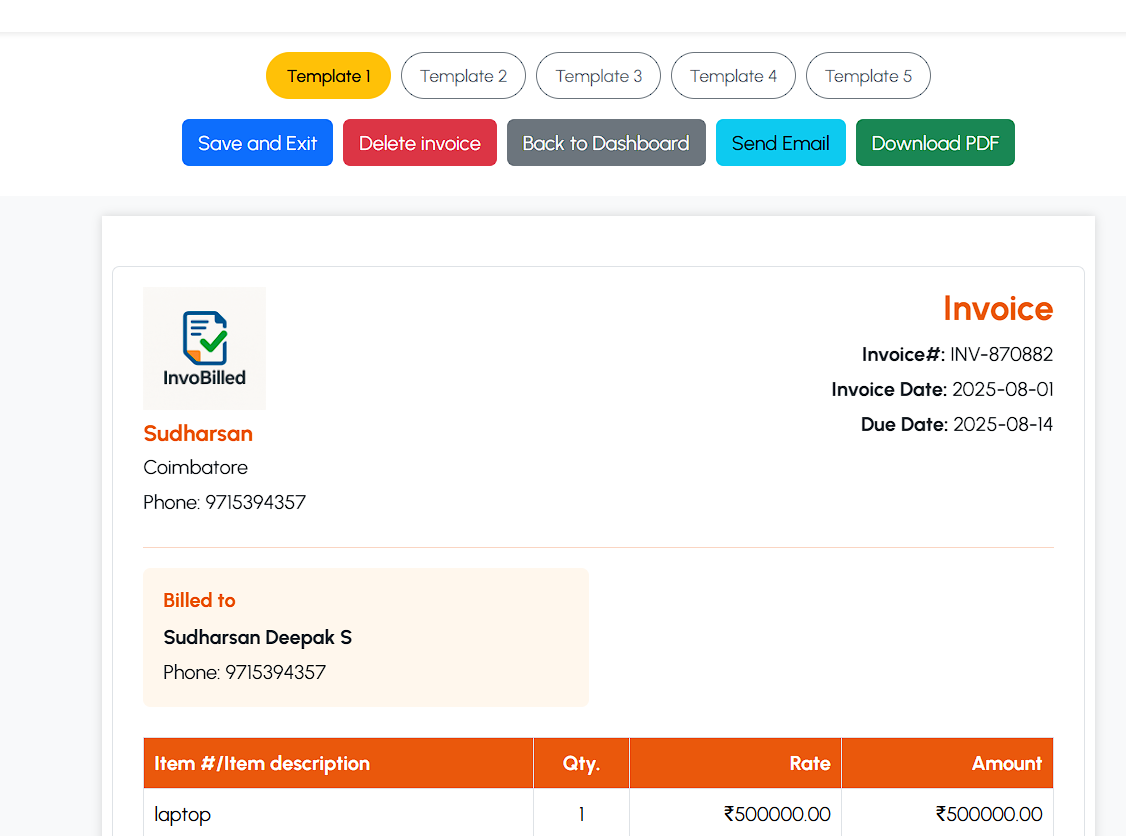 Template 1 Template 2 Template 3 Template 4 Template 5
Save and Exit Delete invoice Back to Dashboard Send Email Download PDF
InvoBilled
Invoice
Invoice#: INV-870882
Invoice Date: 2025-08-01
Due Date: 2025-08-14
Sudharsan
Coimbatore
Phone: 9715394357
Billed to
Sudharsan Deepak S
Phone: 9715394357
Item #/Item description Qty. Rate Amount
laptop 1 ₹500000.00 ₹500000.00